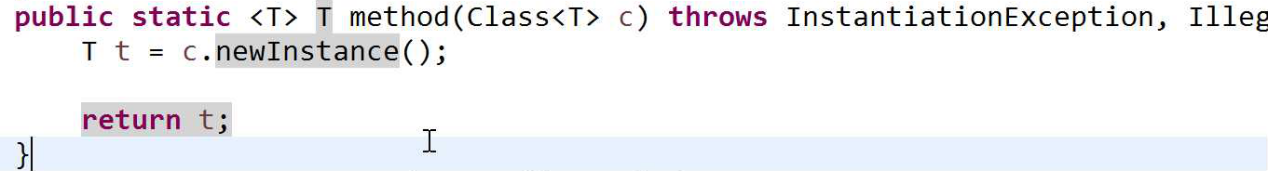 public static <T> T method(Class<T> c) throws InstantiationException, Illeg
T t = c.newInstance();
return t;
}